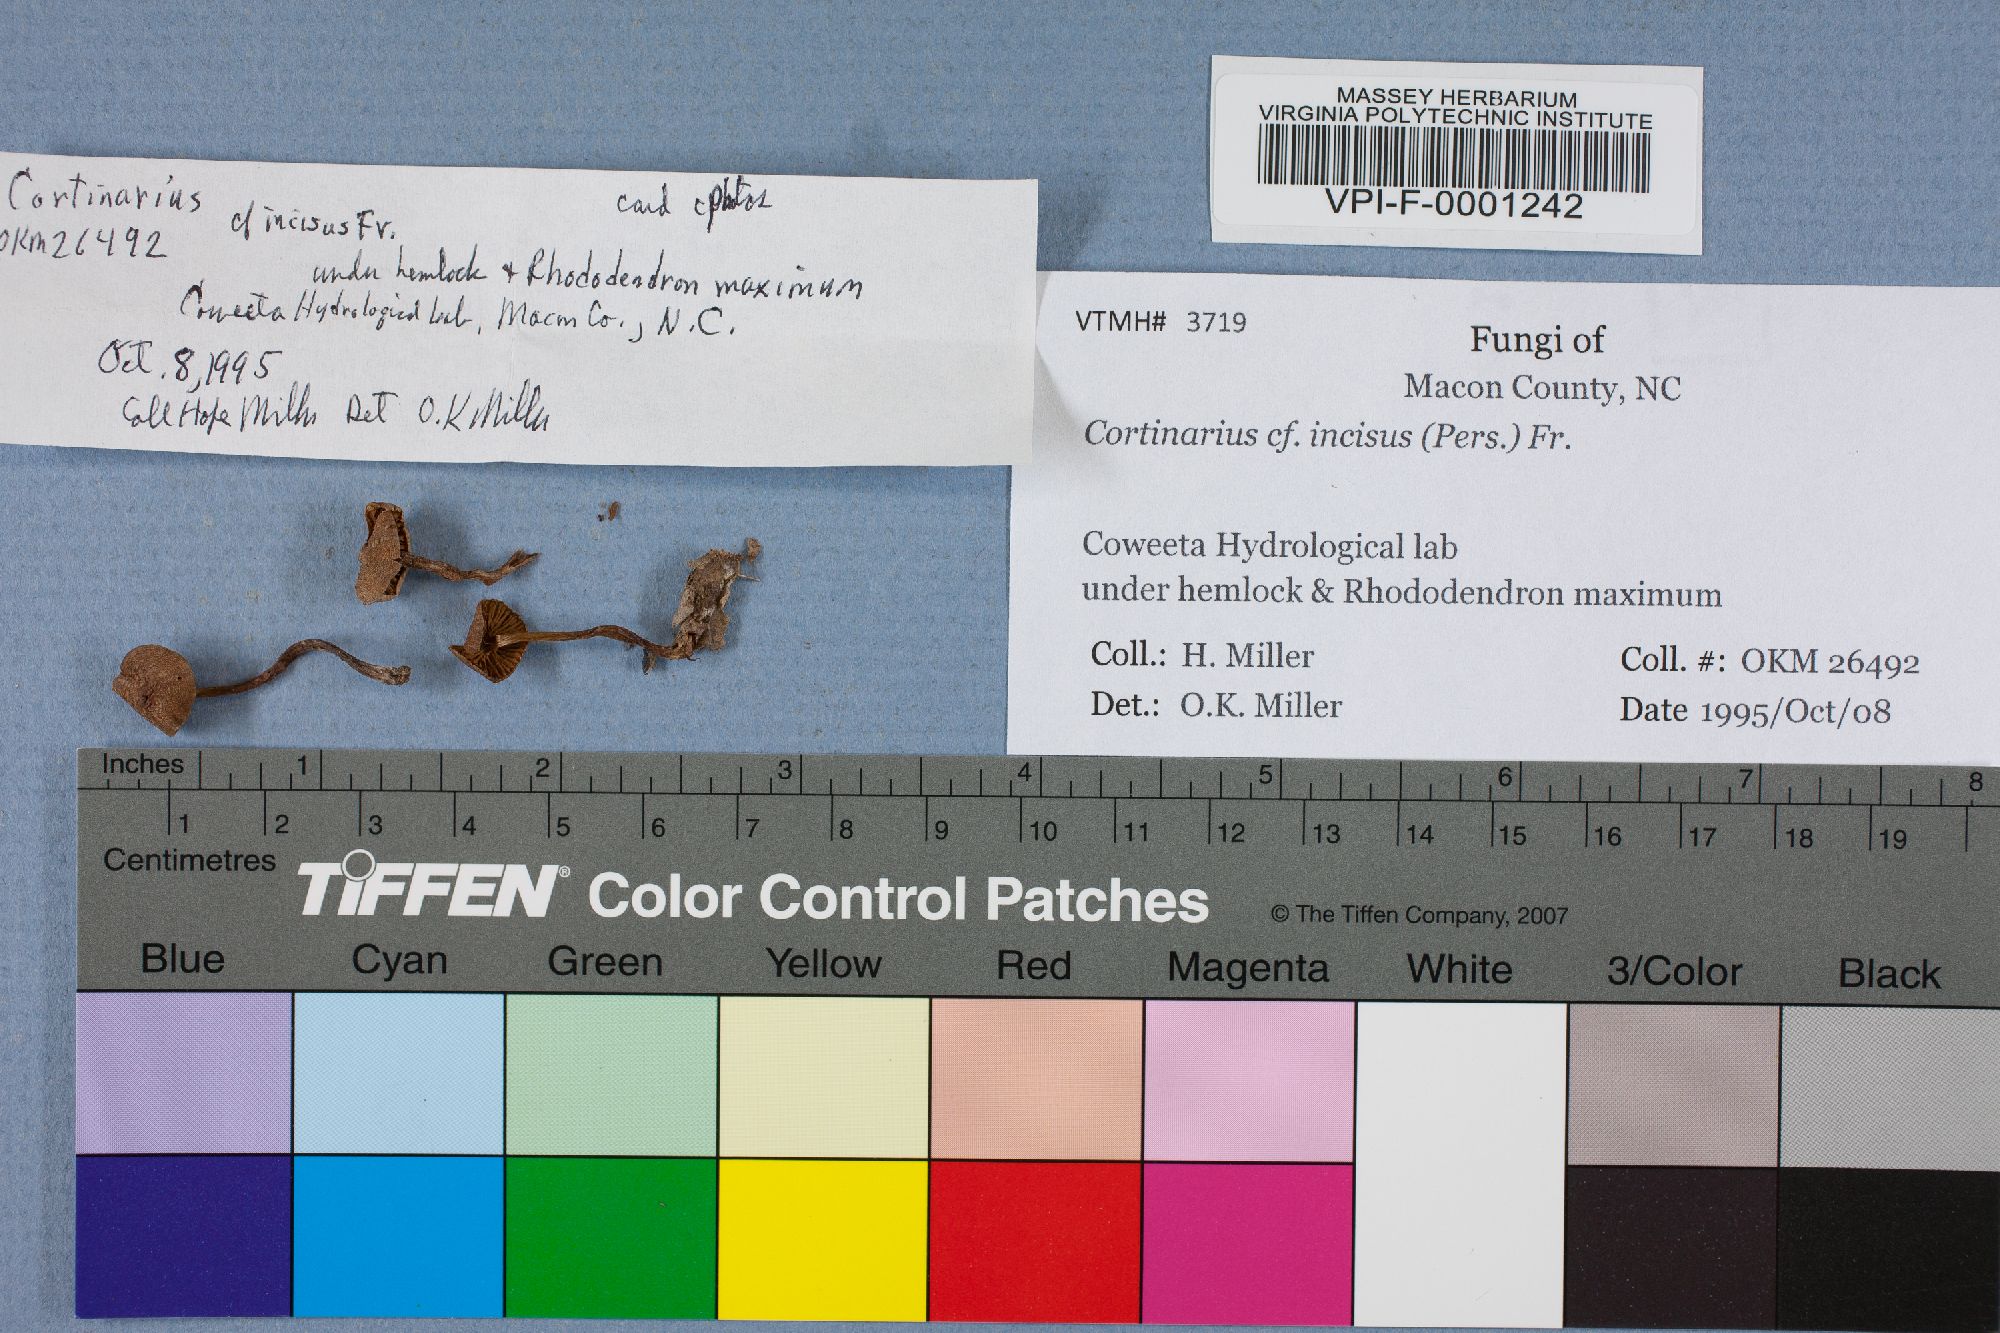 MASSEY HERBARIUM
VIRGINIA POLYTECHNIC INSTITUTE
VPI-F-0001242
Cortinarius
cf incisus Fr.
card
OKM26492
under hemlock & Rhododendron maximum
Coweeta Hydrological Lab, Macon Co., N.C.
Oct. 8, 1995
Coll Hope Miller Det O.K Miller
VTMH# 3719
Fungi of
Macon County, NC
Cortinarius cf. incisus (Pers.) Fr.
Coweeta Hydrological lab
under hemlock & Rhododendron maximum
Coll.: H. Miller Coll. #: OKM 26492
Det.: O.K. Miller Date 1995/Oct/08
Inches 1 2 3 4 5 6 7 8
1 2 3 4 5 6 7 8 9 10 11 12 13 14 15 16 17 18 19
Centimetres
TIFFEN® Color Control Patches © The Tiffen Company, 2007
Blue Cyan Green Yellow Red Magenta White 3/Color Black